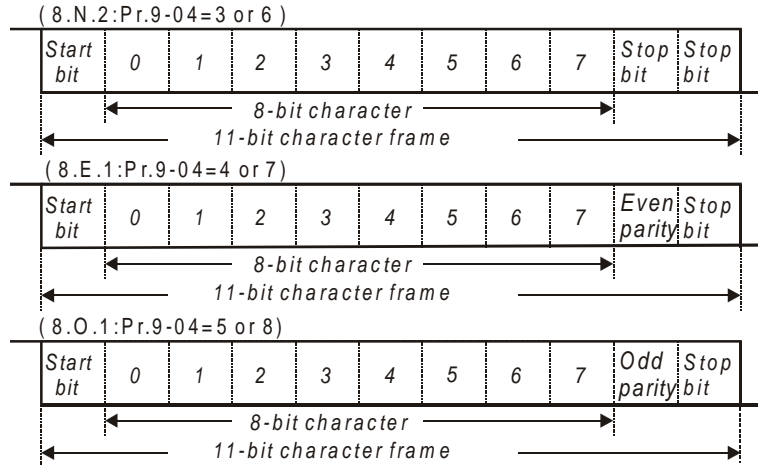 (8.N.2:Pr.9-04=3 or 6)
Start bit 0 1 2 3 4 5 6 7 Stop bit Stop bit
8-bit character
11-bit character frame
(8.E.1:Pr.9-04=4 or 7)
Start bit 0 1 2 3 4 5 6 7 Even parity Stop bit
8-bit character
11-bit character frame
(8.O.1:Pr.9-04=5 or 8)
Start bit 0 1 2 3 4 5 6 7 Odd parity Stop bit
8-bit character
11-bit character frame